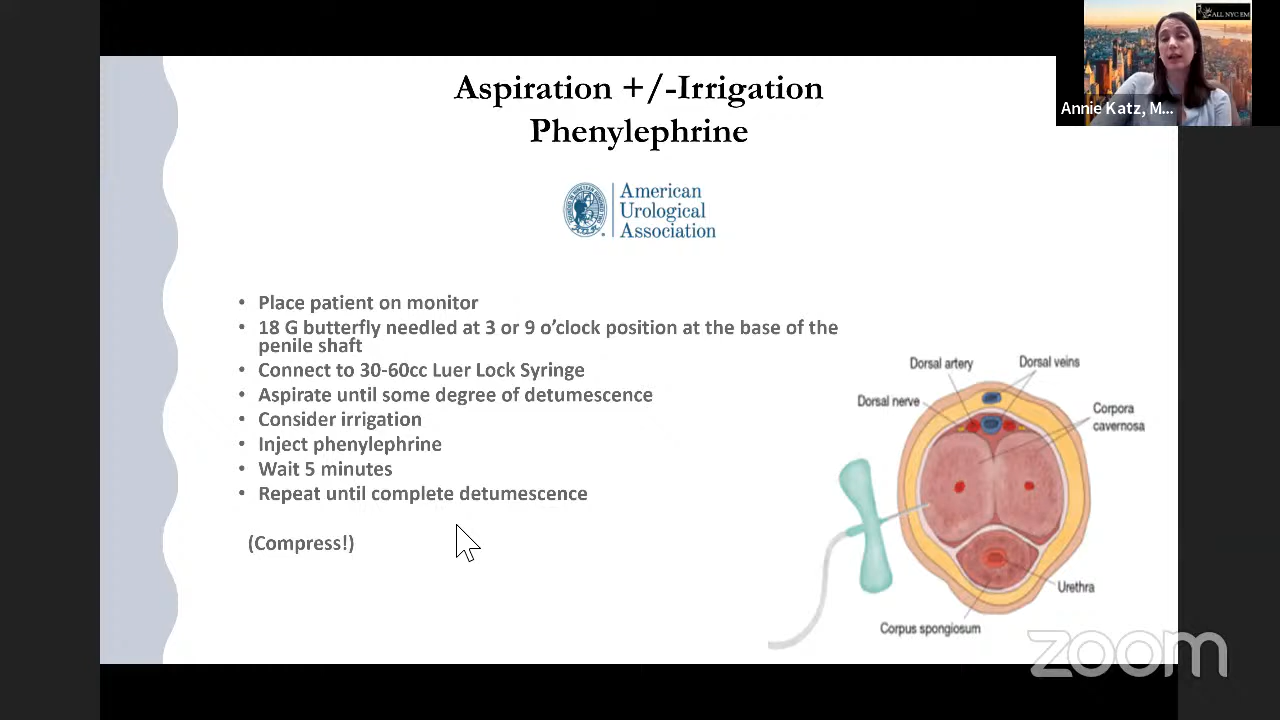 ALL NYC EM
Annie Katz, M...
Aspiration +/-Irrigation
Phenylephrine
American
Urological
Association
• Place patient on monitor
• 18 G butterfly needled at 3 or 9 o’clock position at the base of the
penile shaft
• Connect to 30-60cc Luer Lock Syringe
• Aspirate until some degree of detumescence
• Consider irrigation
• Inject phenylephrine
• Wait 5 minutes
• Repeat until complete detumescence
(Compress!)
Dorsal artery
Dorsal veins
Dorsal nerve
Corpora
cavernosa
Urethra
Corpus spongiosum
zoom